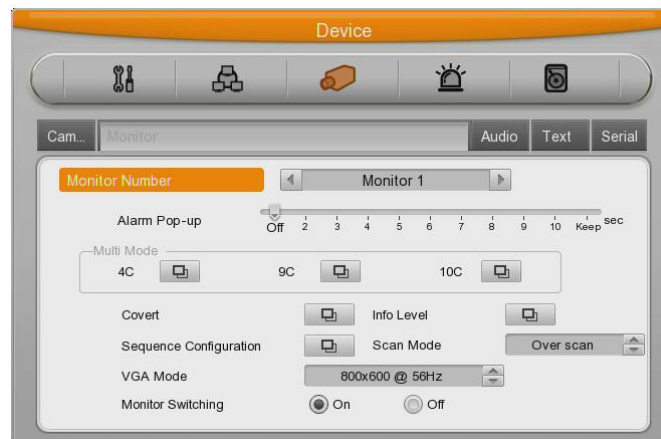 Device
Cam... Monitor Audio Text Serial
Monitor Number Monitor 1
Alarm Pop-up Off 2 3 4 5 6 7 8 9 10 Keep sec
Multi Mode
4C 9C 10C
Covert Info Level
Sequence Configuration Scan Mode Over scan
VGA Mode 800x600 @ 56Hz
Monitor Switching On Off